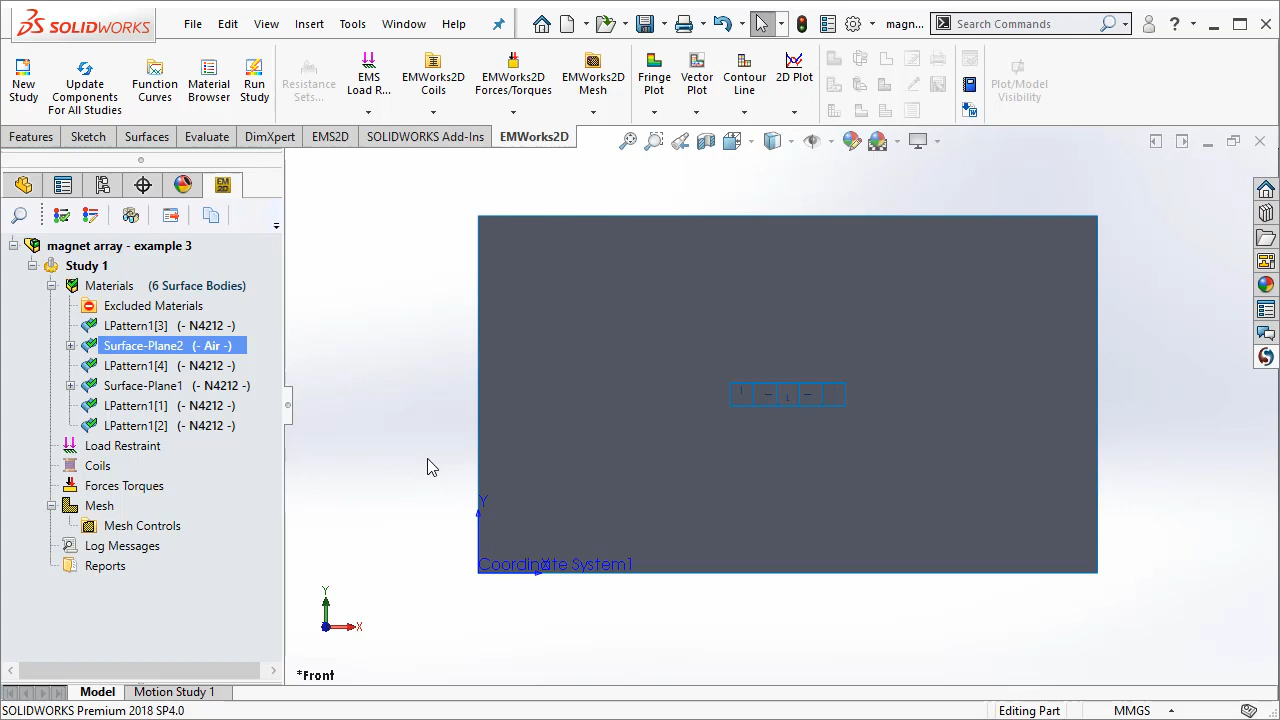 SOLIDWORKS File Edit View Insert Tools Window Help magn... Search Commands
New Study
Update Components For All Studies
Function Curves
Material Browser
Run Study
Resistance Sets...
EMS Load R...
EMWorks2D Coils
EMWorks2D Forces/Torques
EMWorks2D Mesh
Fringe Plot
Vector Plot
Contour Line
2D Plot
Plot/Model Visibility
Features Sketch Surfaces Evaluate DimXpert EMS2D SOLIDWORKS Add-Ins EMWorks2D
magnet array - example 3
Study 1
Materials (6 Surface Bodies)
Excluded Materials
LPattern1[3] (- N4212 -)
Surface-Plane2 (- Air -)
LPattern1[4] (- N4212 -)
Surface-Plane1 (- N4212 -)
LPattern1[1] (- N4212 -)
LPattern1[2] (- N4212 -)
Load Restraint
Coils
Forces Torques
Mesh
Mesh Controls
Log Messages
Reports
Y
Coordinate System1
X
Y
X
*Front
Model Motion Study 1
SOLIDWORKS Premium 2018 SP4.0 Editing Part MMGS